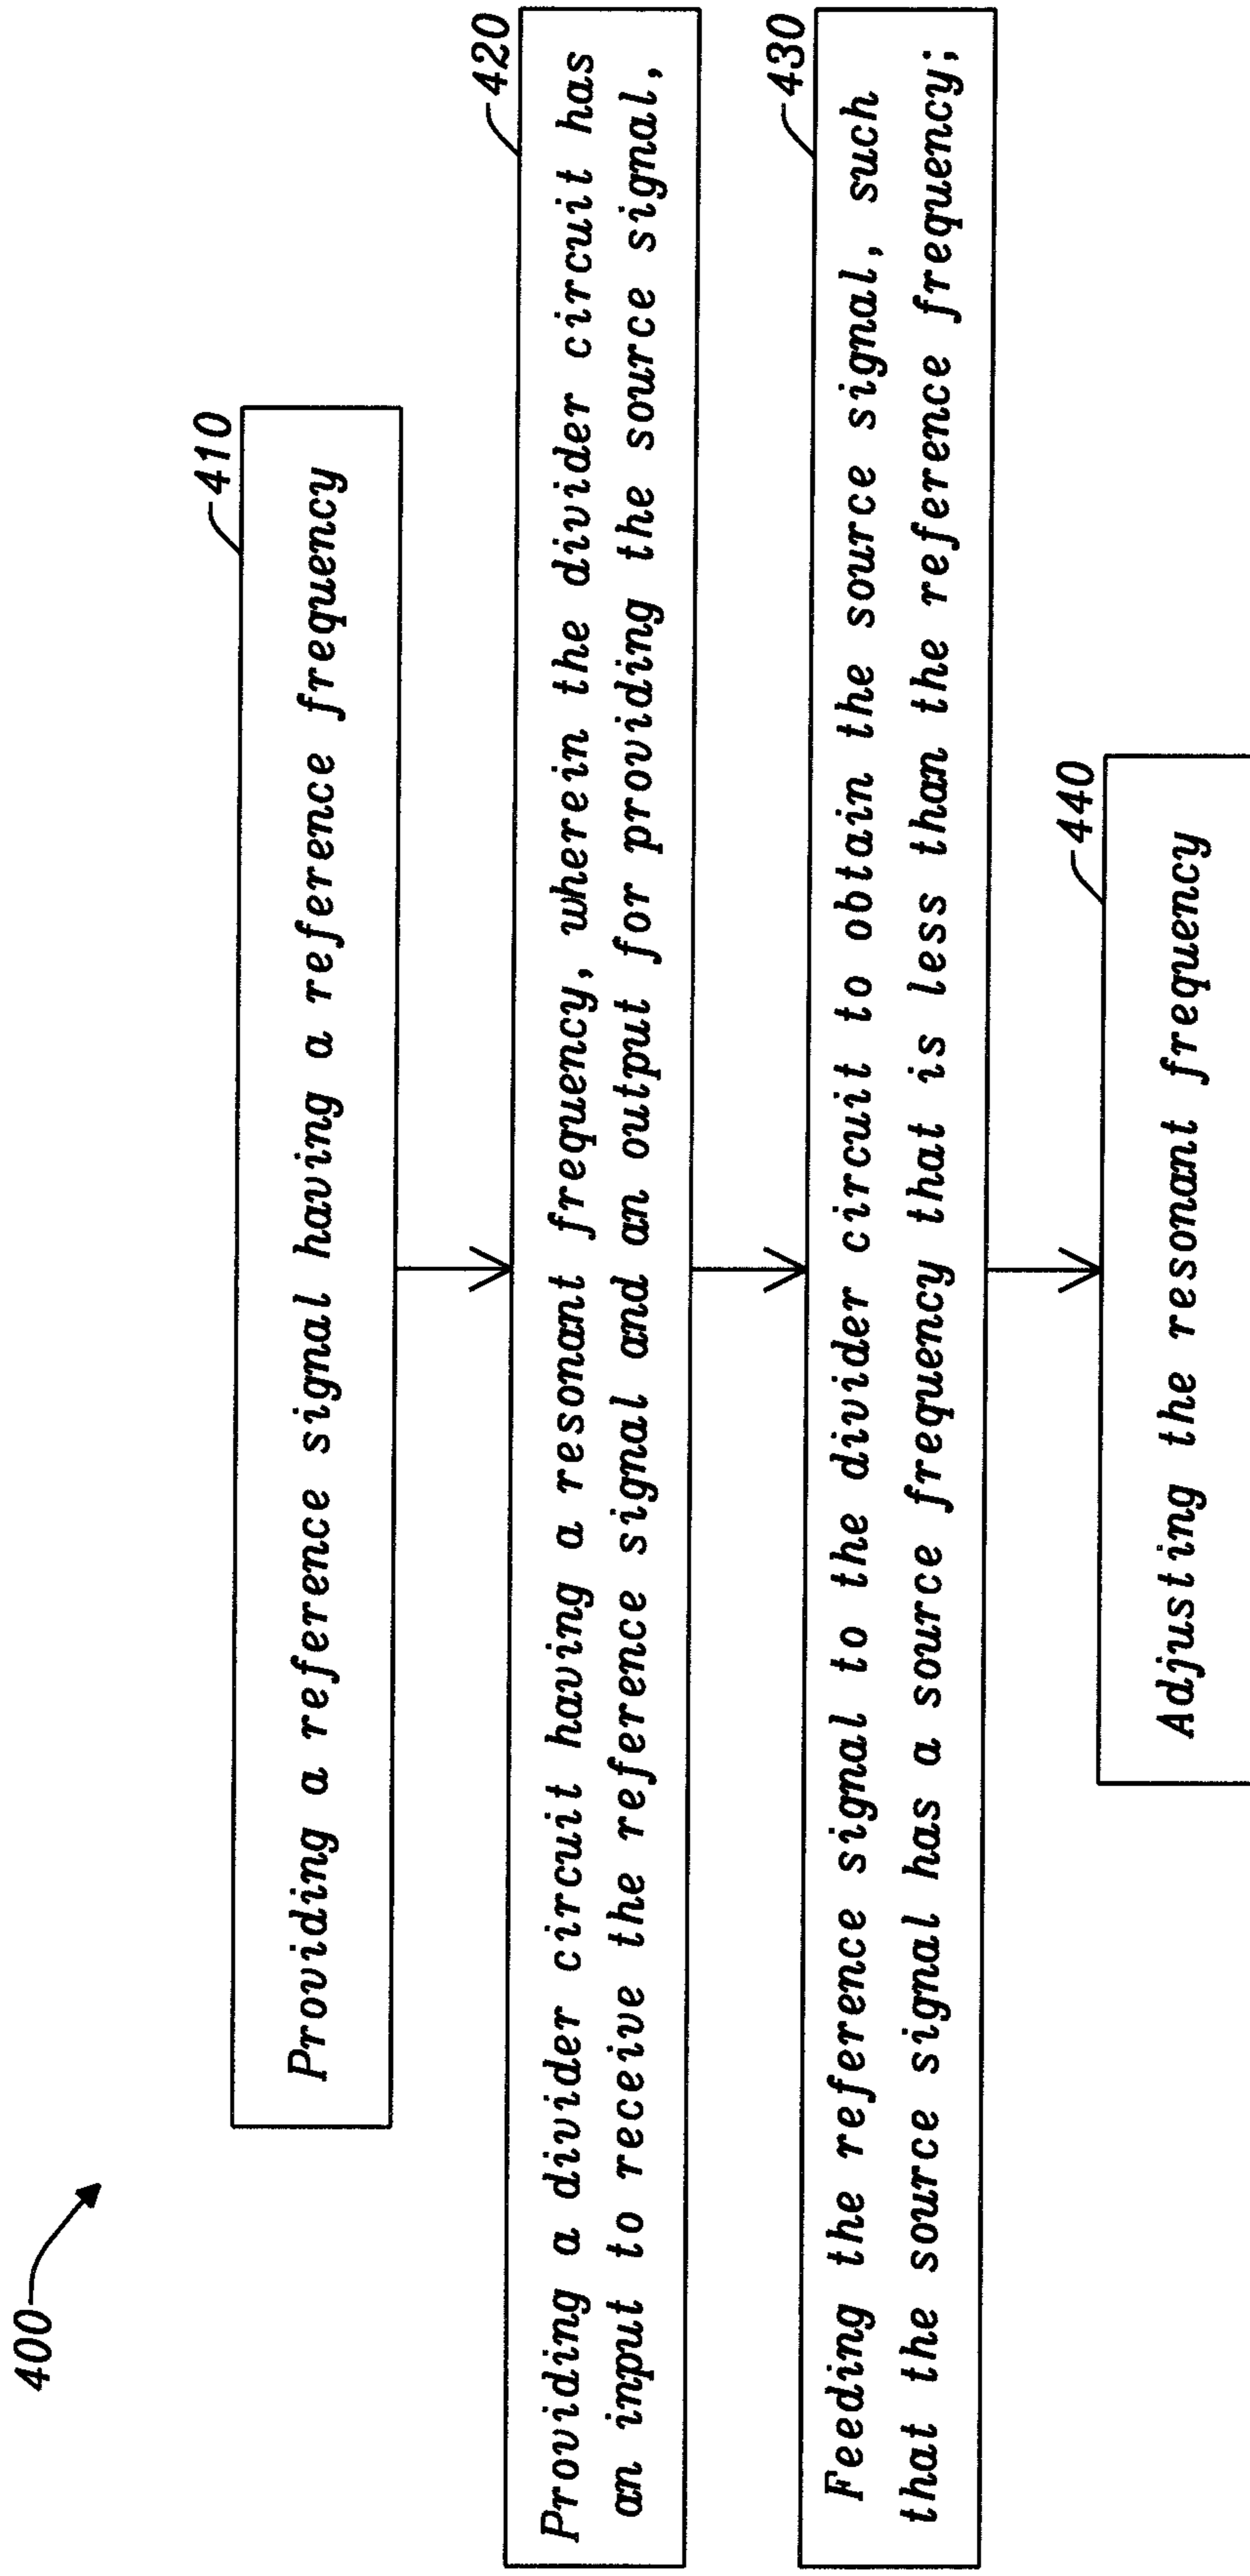 400
410
Providing a reference signal having a reference frequency
420
Providing a divider circuit having a resonant frequency, wherein the divider circuit has
an input to receive the reference signal and an output for providing the source signal,
430
Feeding the reference signal to the divider circuit to obtain the source signal, such
that the source signal has a source frequency that is less than the reference frequency;
440
Adjusting the resonant frequency